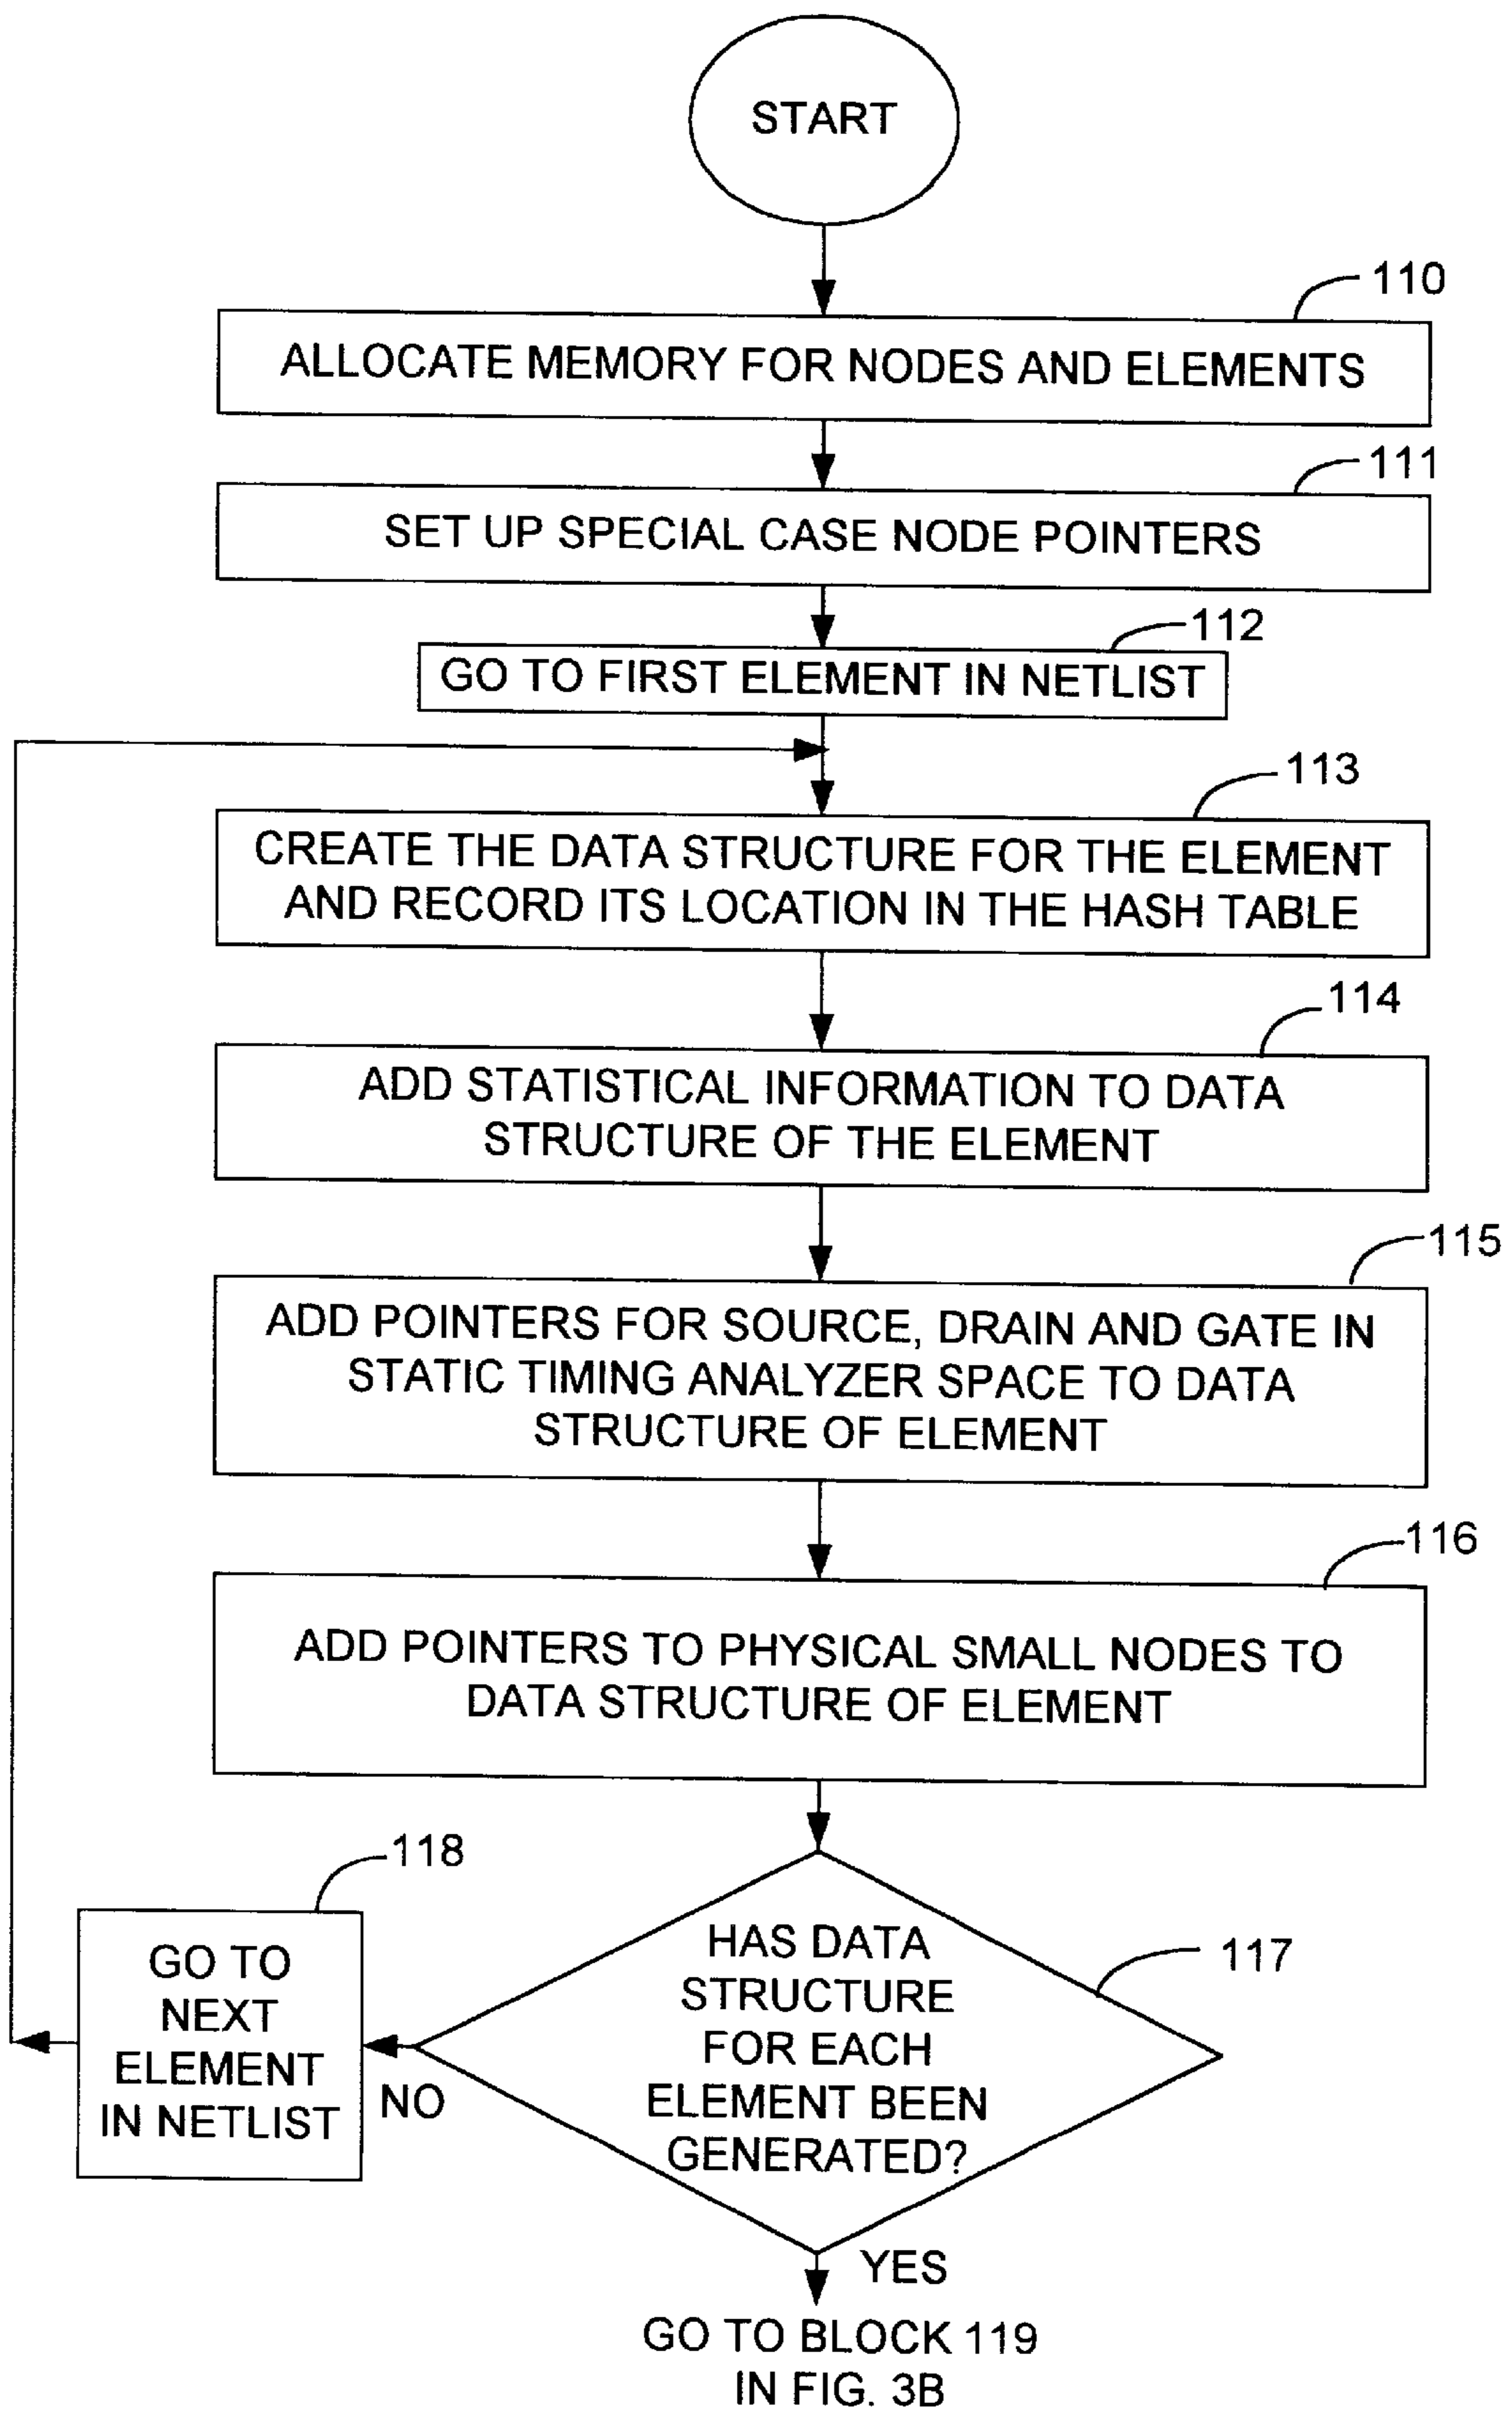 START
110
ALLOCATE MEMORY FOR NODES AND ELEMENTS
111
SET UP SPECIAL CASE NODE POINTERS
112
GO TO FIRST ELEMENT IN NETLIST
113
CREATE THE DATA STRUCTURE FOR THE ELEMENT
AND RECORD ITS LOCATION IN THE HASH TABLE
114
ADD STATISTICAL INFORMATION TO DATA
STRUCTURE OF THE ELEMENT
115
ADD POINTERS FOR SOURCE, DRAIN AND GATE IN
STATIC TIMING ANALYZER SPACE TO DATA
STRUCTURE OF ELEMENT
116
ADD POINTERS TO PHYSICAL SMALL NODES TO
DATA STRUCTURE OF ELEMENT
117
HAS DATA
STRUCTURE
FOR EACH
ELEMENT BEEN
GENERATED?
NO
118
GO TO
NEXT
ELEMENT
IN NETLIST
YES
GO TO BLOCK 119
IN FIG. 3B